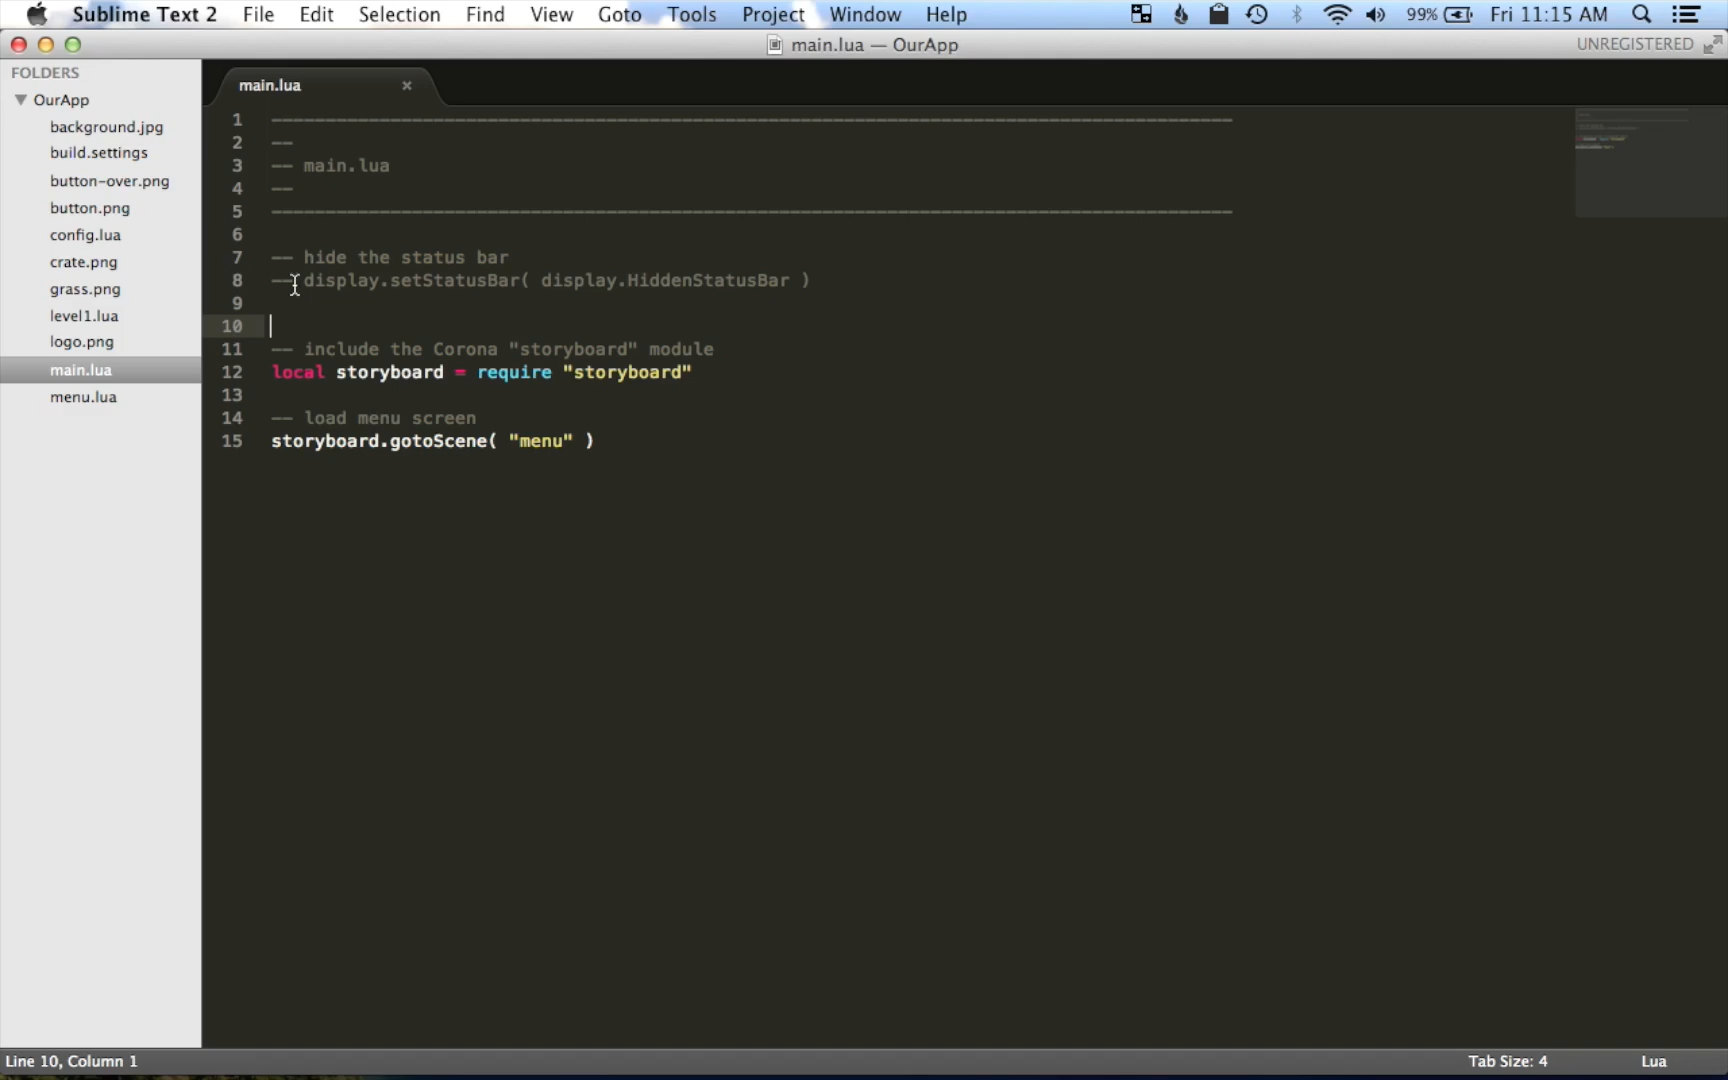 Sublime Text 2 File Edit Selection Find View Goto Tools Project Window Help 99% Fri 11:15 AM
main.lua — OurApp UNREGISTERED
FOLDERS
OurApp
background.jpg
build.settings
button-over.png
button.png
config.lua
crate.png
grass.png
level1.lua
logo.png
main.lua
menu.lua
main.lua ×
1 -----------------------------------------------------------------------------------------
2 --
3 -- main.lua
4 --
5 -----------------------------------------------------------------------------------------
6
7 -- hide the status bar
8 -- display.setStatusBar( display.HiddenStatusBar )
9
10
11 -- include the Corona "storyboard" module
12 local storyboard = require "storyboard"
13
14 -- load menu screen
15 storyboard.gotoScene( "menu" )
Line 10, Column 1 Tab Size: 4 Lua